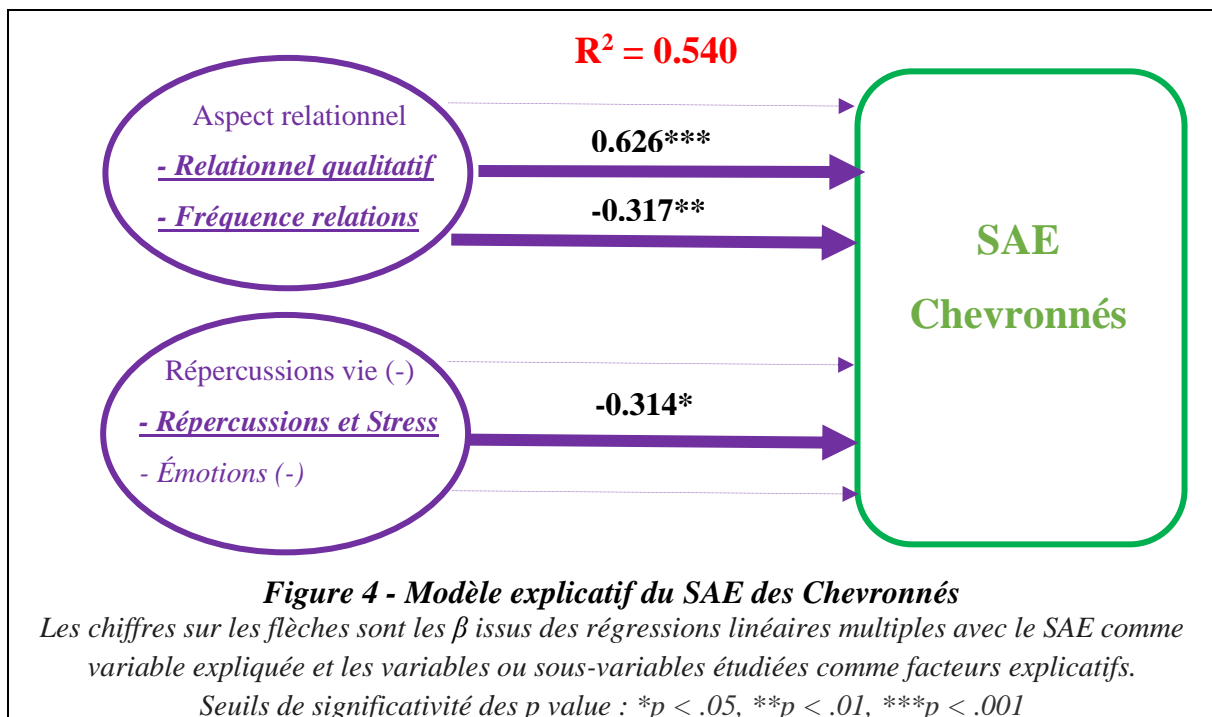 R² = 0.540
Aspect relationnel
- Relationnel qualitatif
- Fréquence relations
0.626***
-0.317**
SAE
Chevronnés
Répercussions vie (-)
- Répercussions et Stress
- Émotions (-)
-0.314*
Figure 4 - Modèle explicatif du SAE des Chevronnés
Les chiffres sur les flèches sont les β issus des régressions linéaires multiples avec le SAE comme
variable expliquée et les variables ou sous-variables étudiées comme facteurs explicatifs.
Seuils de significativité des p value : *p < .05, **p < .01, ***p < .001